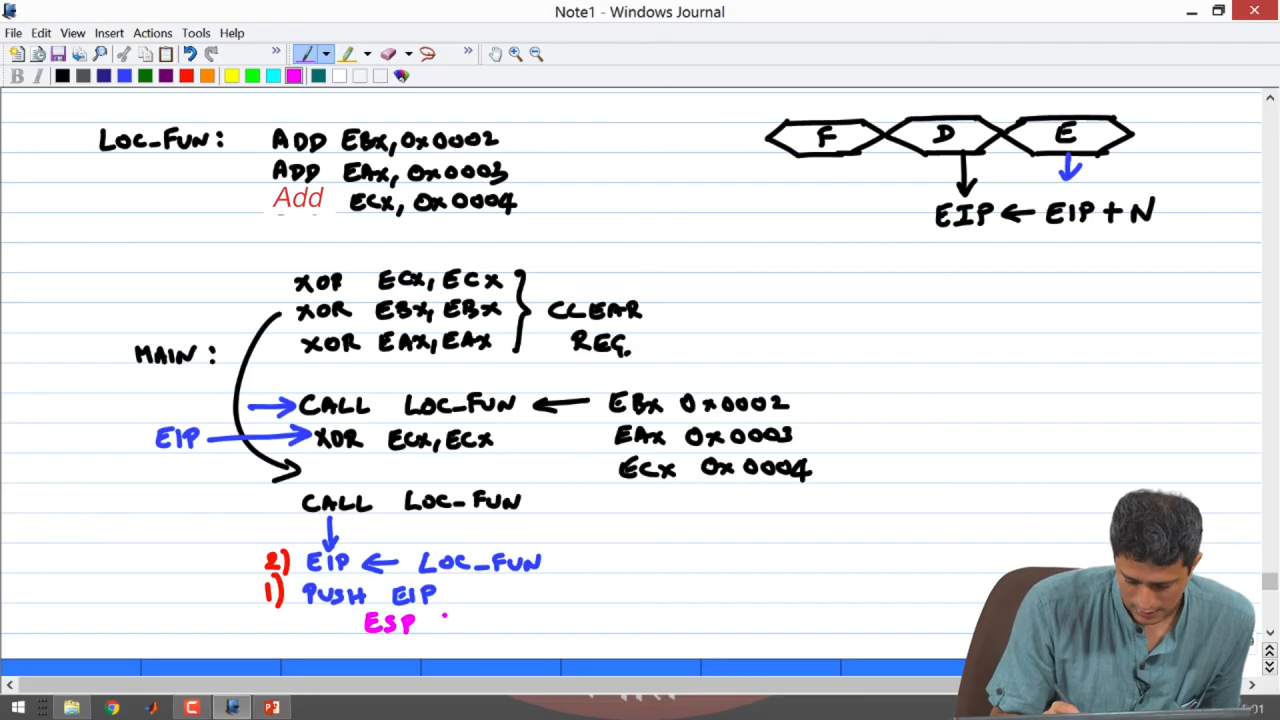 Note1 - Windows Journal
File Edit View Insert Actions Tools Help
LOC_FUN: ADD EBX, 0x0002
ADD EAX, 0x0003
Add ECX, 0x0004
F D E
EIP ← EIP + N
XOR ECX, ECX
XOR EBX, EBX
XOR EAX, EAX
CLEAR
REG.
MAIN:
CALL LOC_FUN ← EBX 0x0002
EIP → XOR ECX, ECX EAX 0x0003
ECX 0x0004
CALL LOC_FUN
2) EIP ← LOC_FUN
1) PUSH EIP
ESP